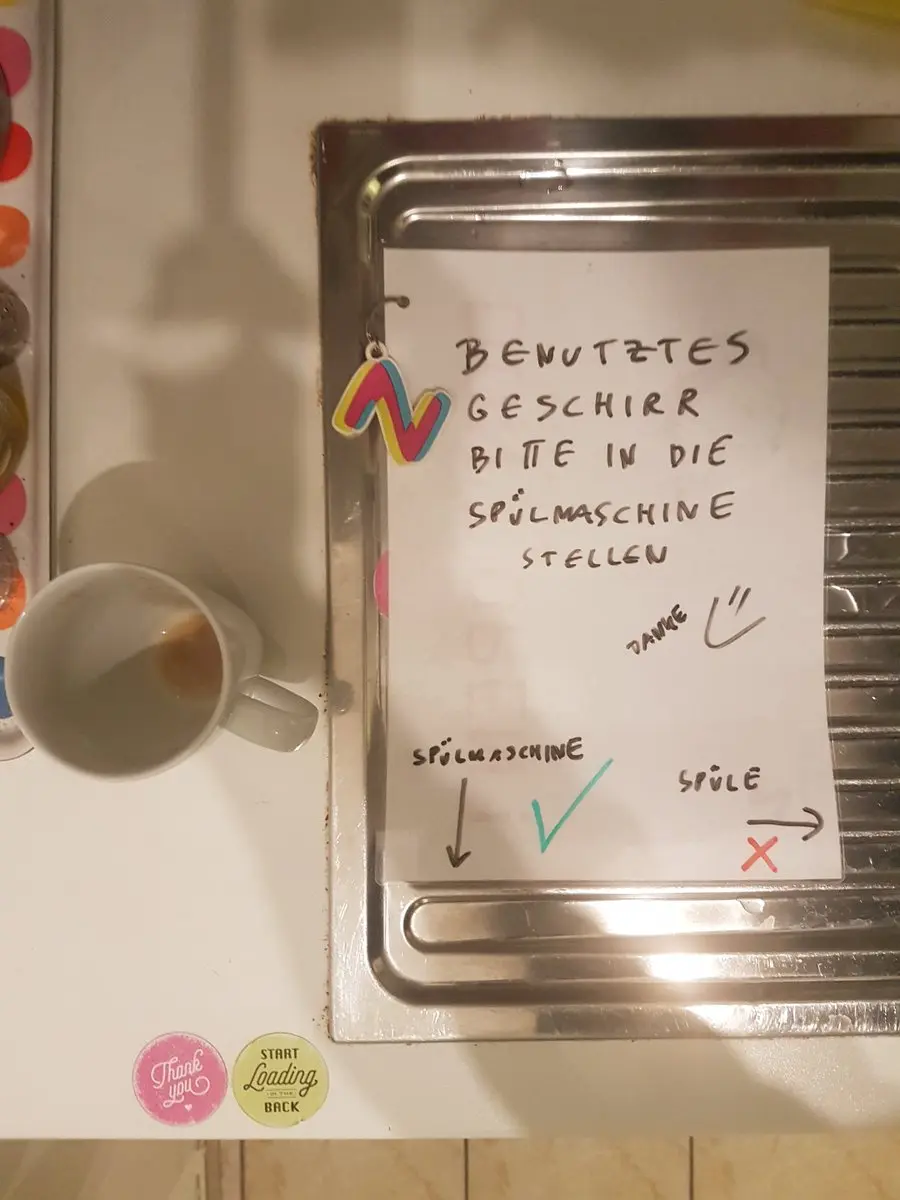 BENUTZTES
GESCHIRR
BITTE IN DIE
SPÜLMASCHINE
STELLEN
DANKE
SPÜLMASCHINE
SPÜLE
Thank
you
START
Loading
IN THE
BACK